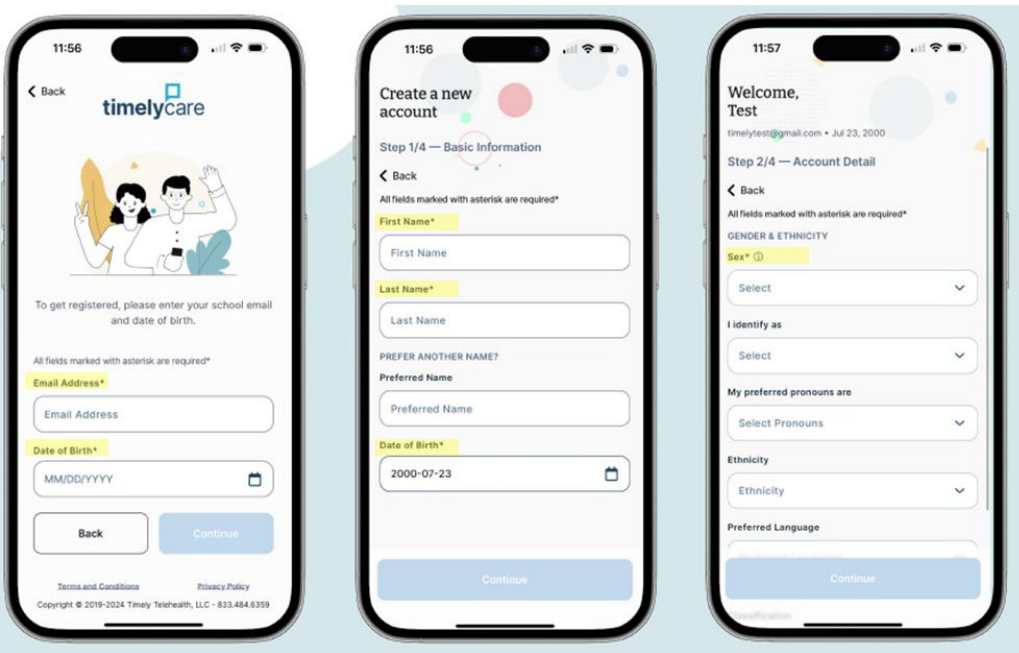 11:56
Back
timelycare
To get registered, please enter your school email
and date of birth.
All fields marked with asterisk are required*
Email Address*
Email Address
Date of Birth*
MM/DD/YYYY
Back
Continue
Terms and Conditions
Privacy Policy
Copyright © 2019-2024 Timely Telehealth, LLC - 833.484.6359
11:56
Create a new
account
Step 1/4 — Basic Information
Back
All fields marked with asterisk are required*
First Name*
First Name
Last Name*
Last Name
PREFER ANOTHER NAME?
Preferred Name
Preferred Name
Date of Birth*
2000-07-23
Continue
11:57
Welcome,
Test
timelytest@gmail.com • Jul 23, 2000
Step 2/4 — Account Detail
Back
All fields marked with asterisk are required*
GENDER & ETHNICITY
Sex* ⓘ
Select
I identify as
Select
My preferred pronouns are
Select Pronouns
Ethnicity
Ethnicity
Preferred Language
Continue